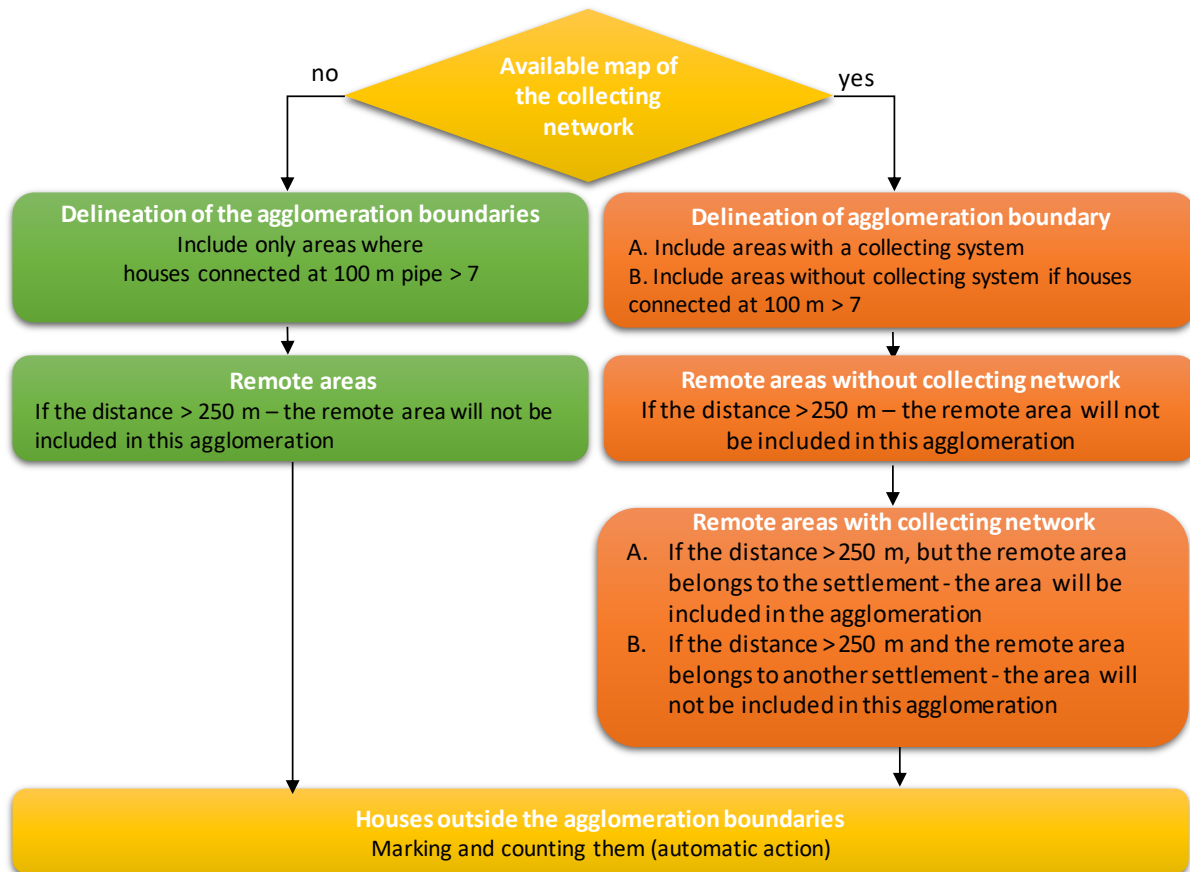 Available map of
the collecting
network
no
yes
Delineation of the agglomeration boundaries
Include only areas where
houses connected at 100 m pipe > 7
Remote areas
If the distance > 250 m – the remote area will not be
included in this agglomeration
Delineation of agglomeration boundary
A. Include areas with a collecting system
B. Include areas without collecting system if houses
connected at 100 m > 7
Remote areas without collecting network
If the distance > 250 m – the remote area will not
be included in this agglomeration
Remote areas with collecting network
A. If the distance > 250 m, but the remote area
belongs to the settlement - the area will be
included in the agglomeration
B. If the distance > 250 m and the remote area
belongs to another settlement - the area will
not be included in this agglomeration
Houses outside the agglomeration boundaries
Marking and counting them (automatic action)